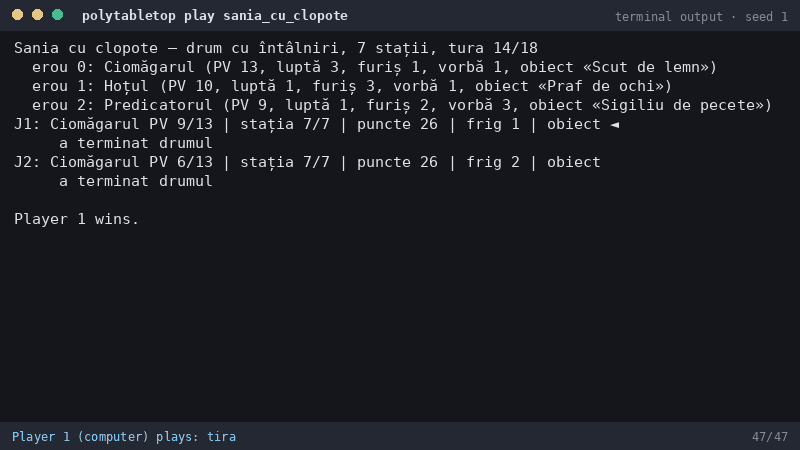 polytabletop play sania_cu_clopote
terminal output · seed 1
Sania cu clopote — drum cu întâlniri, 7 stații, tura 14/18
erou 0: Ciomăgarul (PV 13, luptă 3, furiș 1, vorbă 1, obiect «Scut de lemn»)
erou 1: Hoțul (PV 10, luptă 1, furiș 3, vorbă 1, obiect «Praf de ochi»)
erou 2: Predicatorul (PV 9, luptă 1, furiș 2, vorbă 3, obiect «Sigiliu de pecete»)
J1: Ciomăgarul PV 9/13 | stația 7/7 | puncte 26 | frig 1 | obiect ◄
a terminat drumul
J2: Ciomăgarul PV 6/13 | stația 7/7 | puncte 26 | frig 2 | obiect
a terminat drumul
Player 1 wins.
Player 1 (computer) plays: tira
47/47